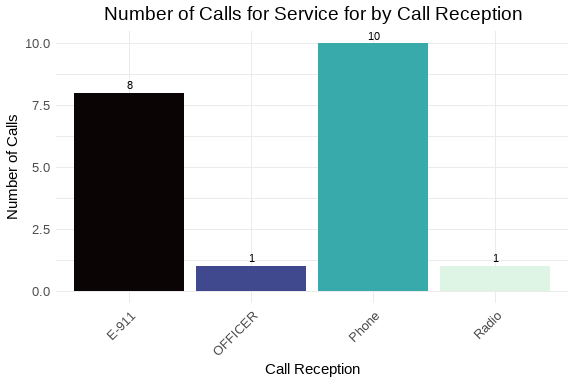 Number of Calls for Service for by Call Reception
Number of Calls
10.0
7.5
5.0
2.5
0.0
8
1
10
1
E-911
OFFICER
Phone
Radio
Call Reception